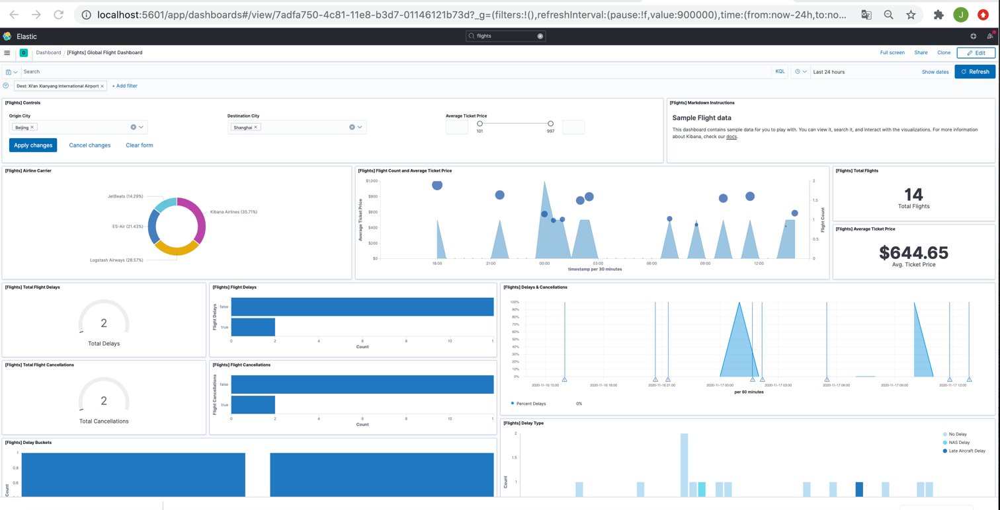 localhost:5601/app/dashboards#/view/7adfa750-4c81-11e8-b3d7-01146121b73d?_g=(filters:!(),refreshInterval:(pause:!f,value:900000),time:(from:now-24h,to:no...
J
Elastic
flights
D
Dashboard / [Flights] Global Flight Dashboard
Full screen Share Clone Edit
Search
KQL
Last 24 hours
Show dates
Refresh
Dest: Xi'an Xianyang International Airport ×
+ Add filter
[Flights] Controls
Origin City
Beijing ×
Destination City
Shanghai ×
Average Ticket Price
101 997
Apply changes Cancel changes Clear form
[Flights] Markdown Instructions
Sample Flight data
This dashboard contains sample data for you to play with. You can view it, search it, and interact with the visualizations. For more information
about Kibana, check our docs.
[Flights] Airline Carrier
JetBeats (14.29%)
Kibana Airlines (35.71%)
ES-Air (21.43%)
Logstash Airways (28.57%)
[Flights] Flight Count and Average Ticket Price
Average Ticket Price
$1,000
$800
$600
$400
$200
$0
18:00 21:00 00:00 03:00 06:00 09:00 12:00
timestamp per 30 minutes
2
1.5
1
0.5
0
Flight Count
[Flights] Total Flights
14
Total Flights
[Flights] Average Ticket Price
$644.65
Avg. Ticket Price
[Flights] Total Flight Delays
2
Total Delays
[Flights] Flight Delays
Flight Delays
false
true
0 2 4 6 8 10 1
Count
[Flights] Delays & Cancellations
100%
90%
80%
70%
60%
50%
40%
30%
20%
10%
0%
2020-11-16 15:00 2020-11-16 18:00 2020-11-16 21:00 2020-11-17 00:00 2020-11-17 03:00 2020-11-17 06:00 2020-11-17 09:00 2020-11-17 12:00
per 60 minutes
Percent Delays 0%
[Flights] Total Flight Cancellations
2
Total Cancellations
[Flights] Flight Cancellations
Flight Cancellations
false
true
0 2 4 6 8 10 1
Count
[Flights] Delay Buckets
Count
1
0.8
0.6
[Flights] Delay Type
Count
2
1.5
1
No Delay
NAS Delay
Late Aircraft Delay